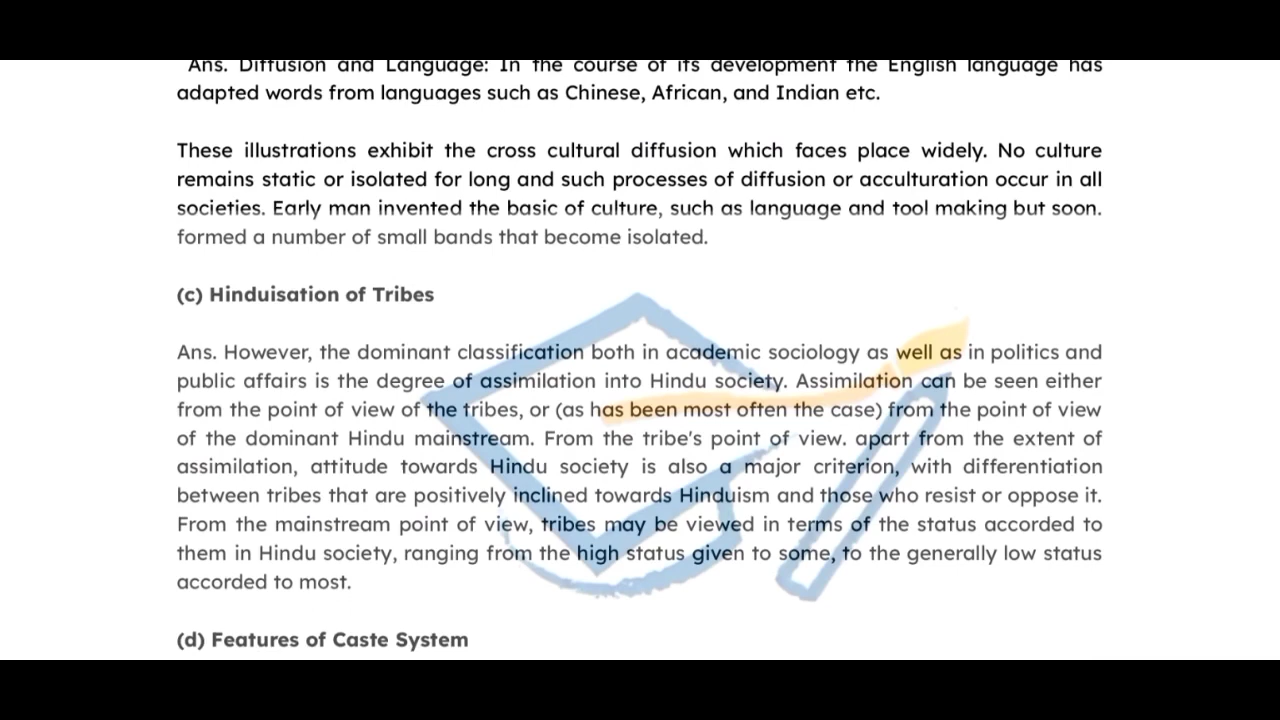 Ans. Diffusion and Language: In the course of its development the English language has
adapted words from languages such as Chinese, African, and Indian etc.
These illustrations exhibit the cross cultural diffusion which faces place widely. No culture
remains static or isolated for long and such processes of diffusion or acculturation occur in all
societies. Early man invented the basic of culture, such as language and tool making but soon.
formed a number of small bands that become isolated.
(c) Hinduisation of Tribes
Ans. However, the dominant classification both in academic sociology as well as in politics and
public affairs is the degree of assimilation into Hindu society. Assimilation can be seen either
from the point of view of the tribes, or (as has been most often the case) from the point of view
of the dominant Hindu mainstream. From the tribe's point of view. apart from the extent of
assimilation, attitude towards Hindu society is also a major criterion, with differentiation
between tribes that are positively inclined towards Hinduism and those who resist or oppose it.
From the mainstream point of view, tribes may be viewed in terms of the status accorded to
them in Hindu society, ranging from the high status given to some, to the generally low status
accorded to most.
(d) Features of Caste System